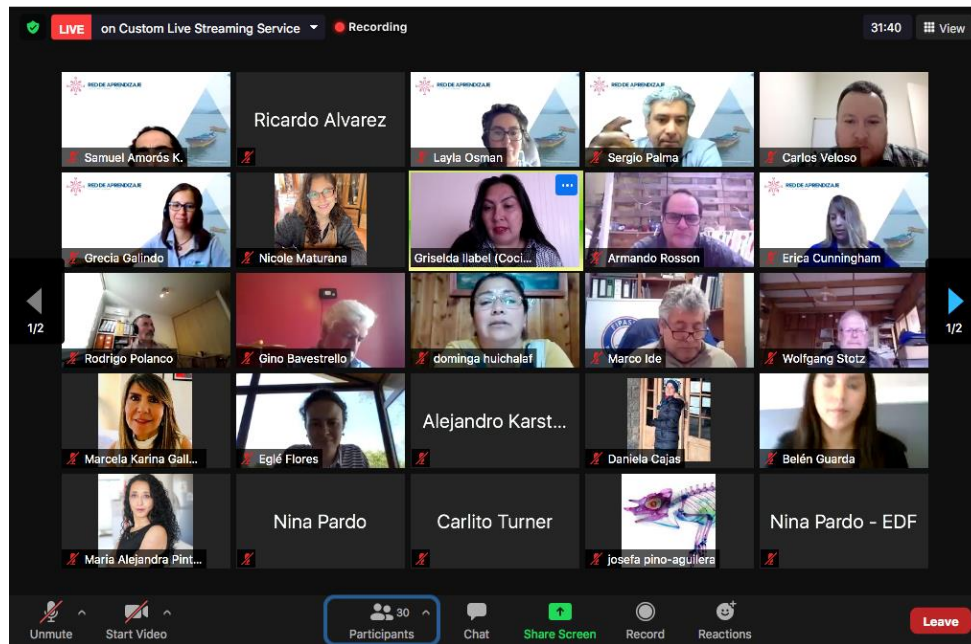 LIVE on Custom Live Streaming Service Recording 31:40 View
RED DE APRENDIZAJE
Samuel Amorós K.
Ricardo Alvarez
RED DE APRENDIZAJE
Layla Osman
RED DE APRENDIZAJE
Sergio Palma
Carlos Veloso
RED DE APRENDIZAJE
Grecia Galindo
Nicole Maturana
Griselda Ilabel (Coci...
Armando Rosson
RED DE APRENDIZAJE
Erica Cunningham
1/2
Rodrigo Polanco
Gino Bavestrello
dominga huichalaf
Marco Ide
Wolfgang Stotz
1/2
Marcela Karina Gall...
Eglé Flores
Alejandro Karst...
Daniela Cajas
Belén Guarda
Maria Alejandra Pint...
Nina Pardo
Carlito Turner
josefa pino-aguilera
Nina Pardo - EDF
Unmute Start Video 30 Participants Chat Share Screen Record Reactions Leave